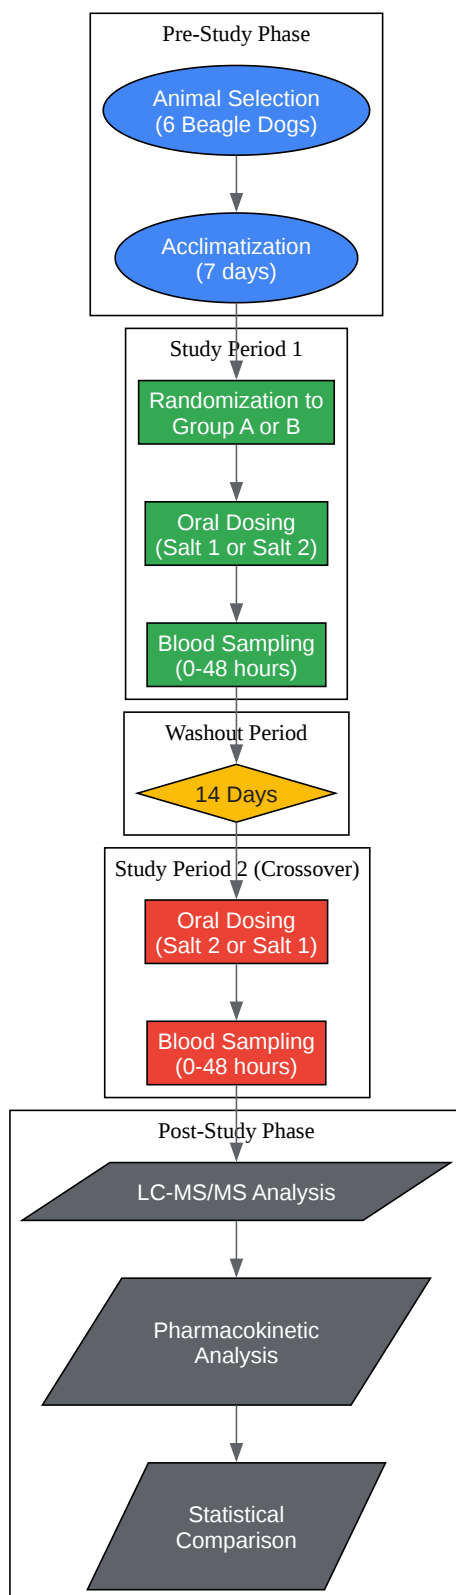 Pre-Study Phase
Animal Selection
(6 Beagle Dogs)
Acclimatization
(7 days)
Study Period 1
Randomization to
Group A or B
Oral Dosing
(Salt 1 or Salt 2)
Blood Sampling
(0-48 hours)
Washout Period
14 Days
Study Period 2 (Crossover)
Oral Dosing
(Salt 2 or Salt 1)
Blood Sampling
(0-48 hours)
Post-Study Phase
LC-MS/MS Analysis
Pharmacokinetic
Analysis
Statistical
Comparison